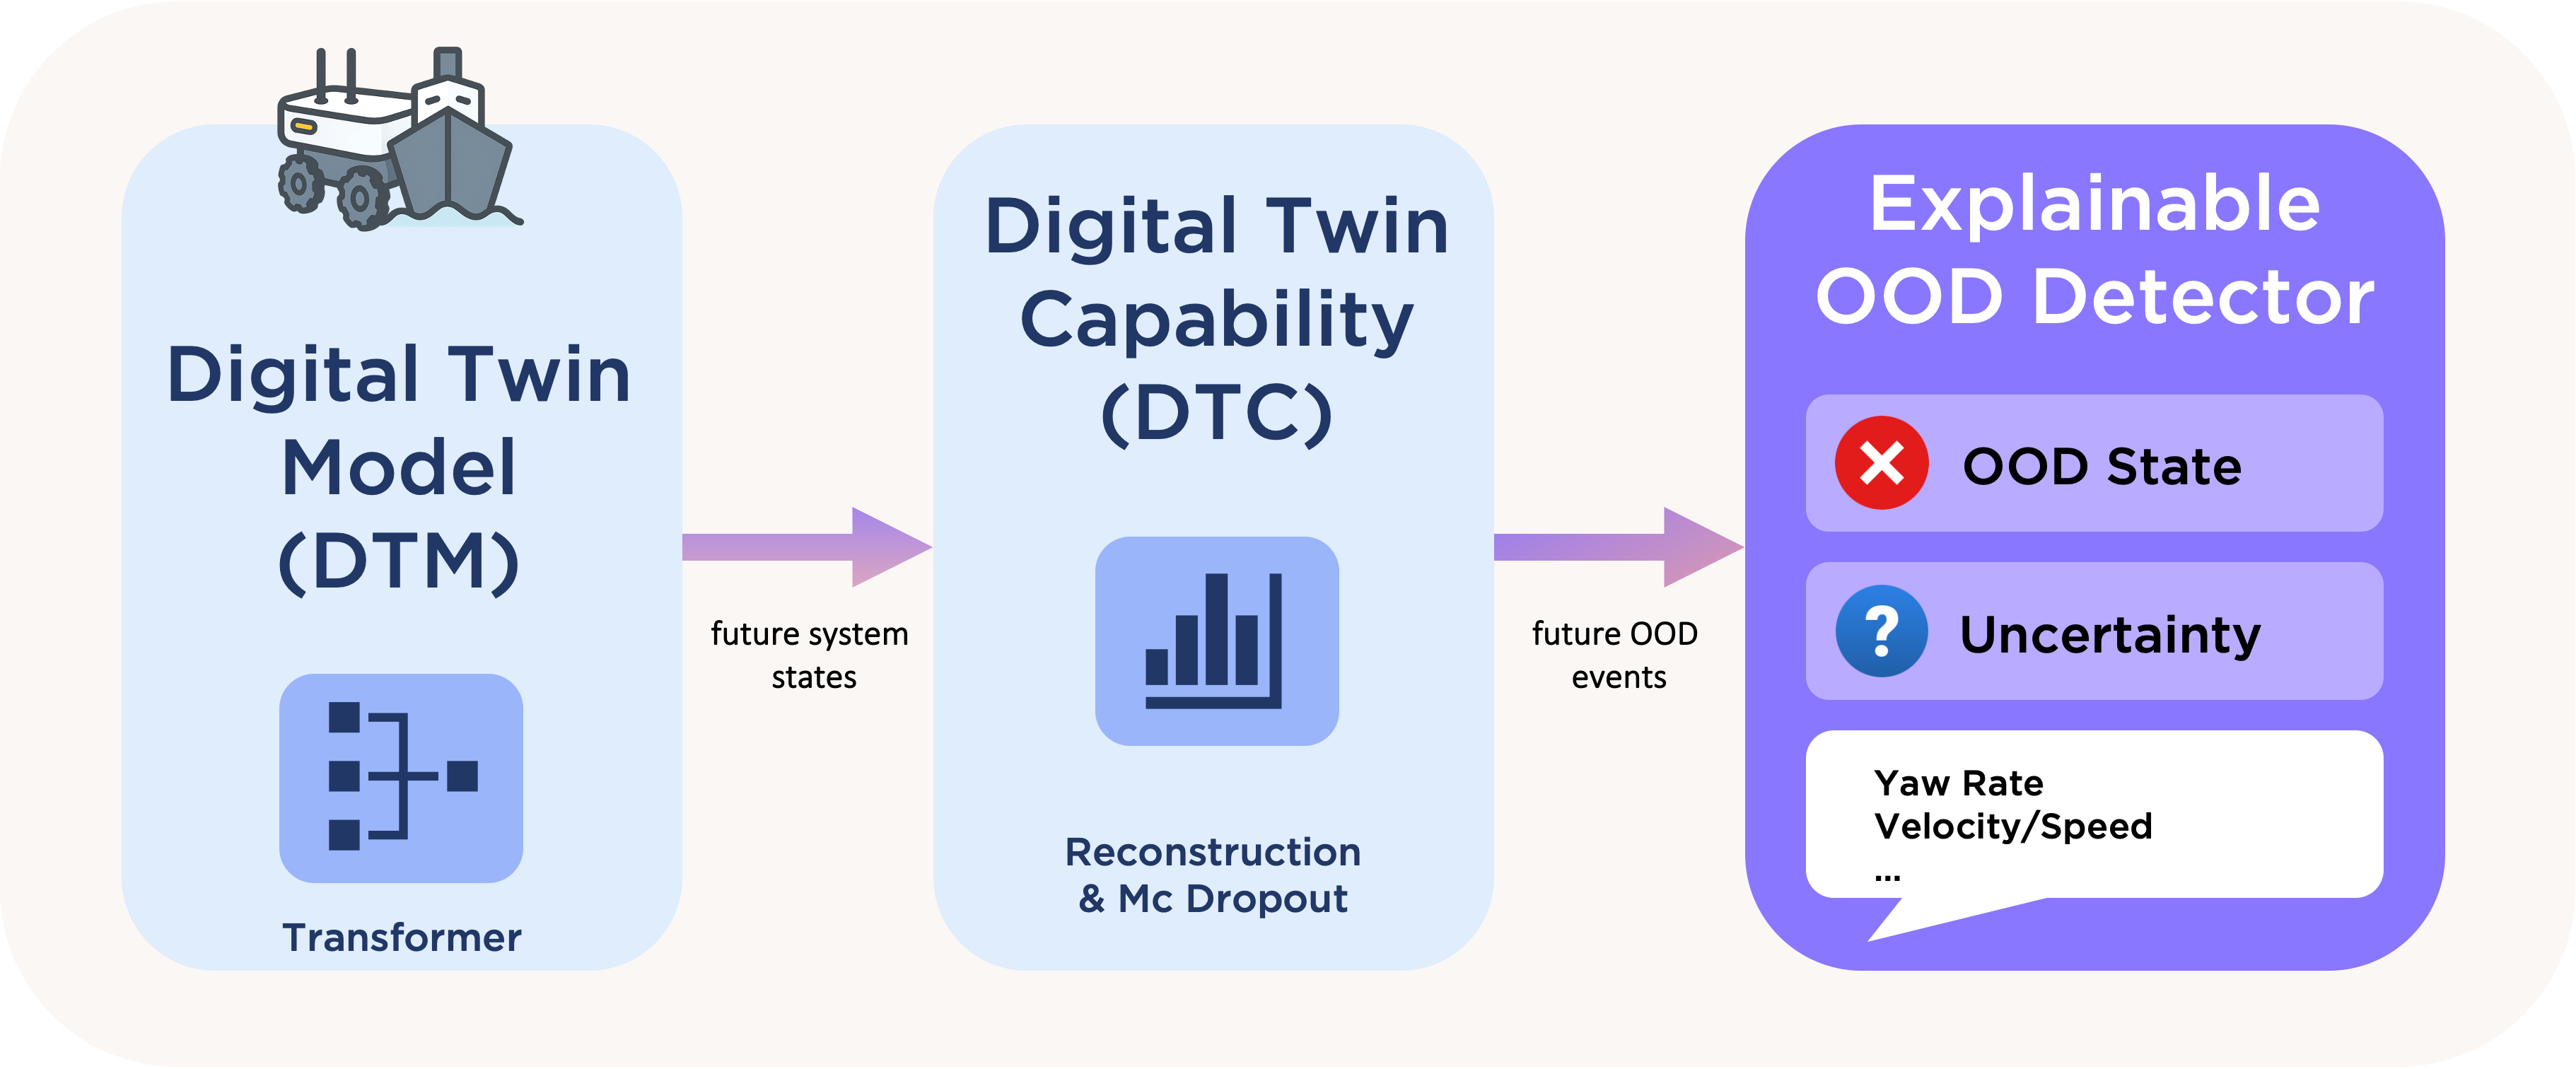 Digital Twin
Model
(DTM)
Transformer
future system
states
Digital Twin
Capability
(DTC)
Reconstruction
& Mc Dropout
future OOD
events
Explainable
OOD Detector
OOD State
?
Uncertainty
Yaw Rate
Velocity/Speed
...